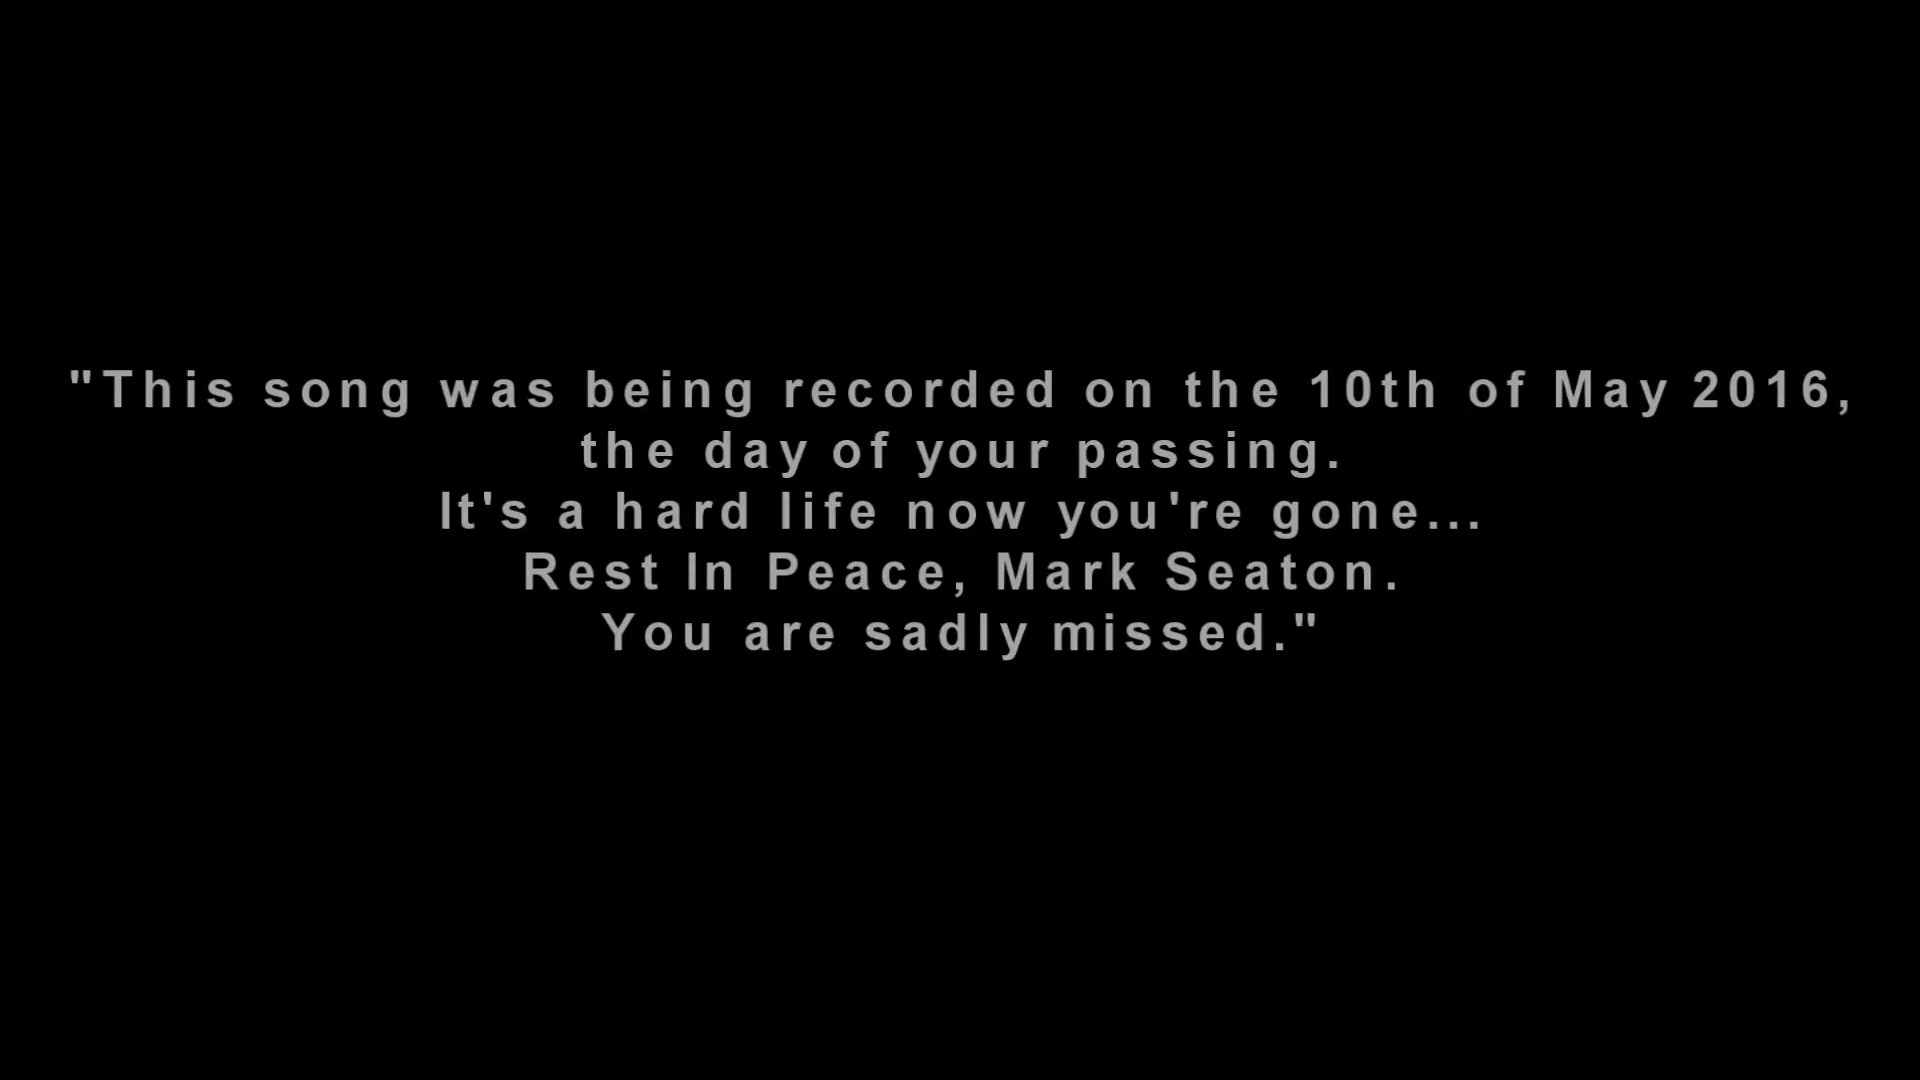 "This song was being recorded on the 10th of May 2016,
the day of your passing.
It's a hard life now you're gone...
Rest In Peace, Mark Seaton.
You are sadly missed."